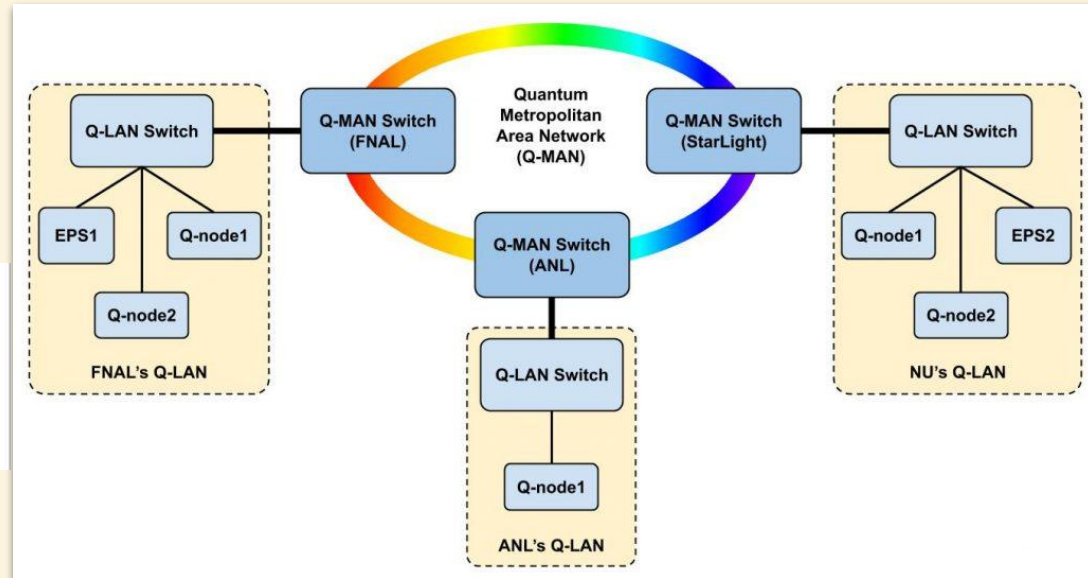 Quantum
Metropolitan
Area Network
(Q-MAN)
Q-MAN Switch
(FNAL)
Q-MAN Switch
(StarLight)
Q-MAN Switch
(ANL)
Q-LAN Switch
EPS1
Q-node1
Q-node2
FNAL's Q-LAN
Q-LAN Switch
Q-node1
ANL's Q-LAN
Q-LAN Switch
Q-node1
EPS2
Q-node2
NU's Q-LAN